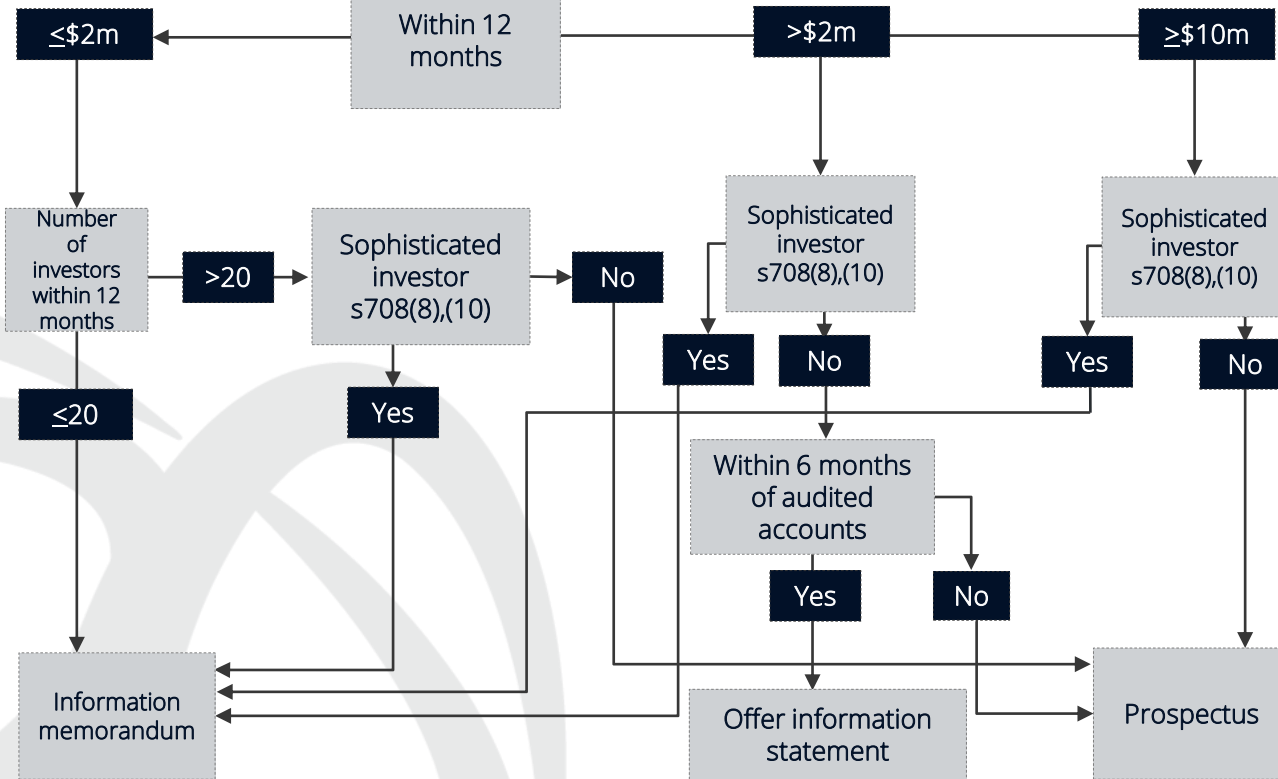 <$2m
Within 12
months
>$2m
>$10m
Number
of
investors
within 12
months
>20
Sophisticated
investor
s708(8),(10)
No
Sophisticated
investor
s708(8),(10)
Sophisticated
investor
s708(8),(10)
Yes
No
Yes
No
<20
Yes
Within 6 months
of audited
accounts
Yes
No
Information
memorandum
Offer information
statement
Prospectus